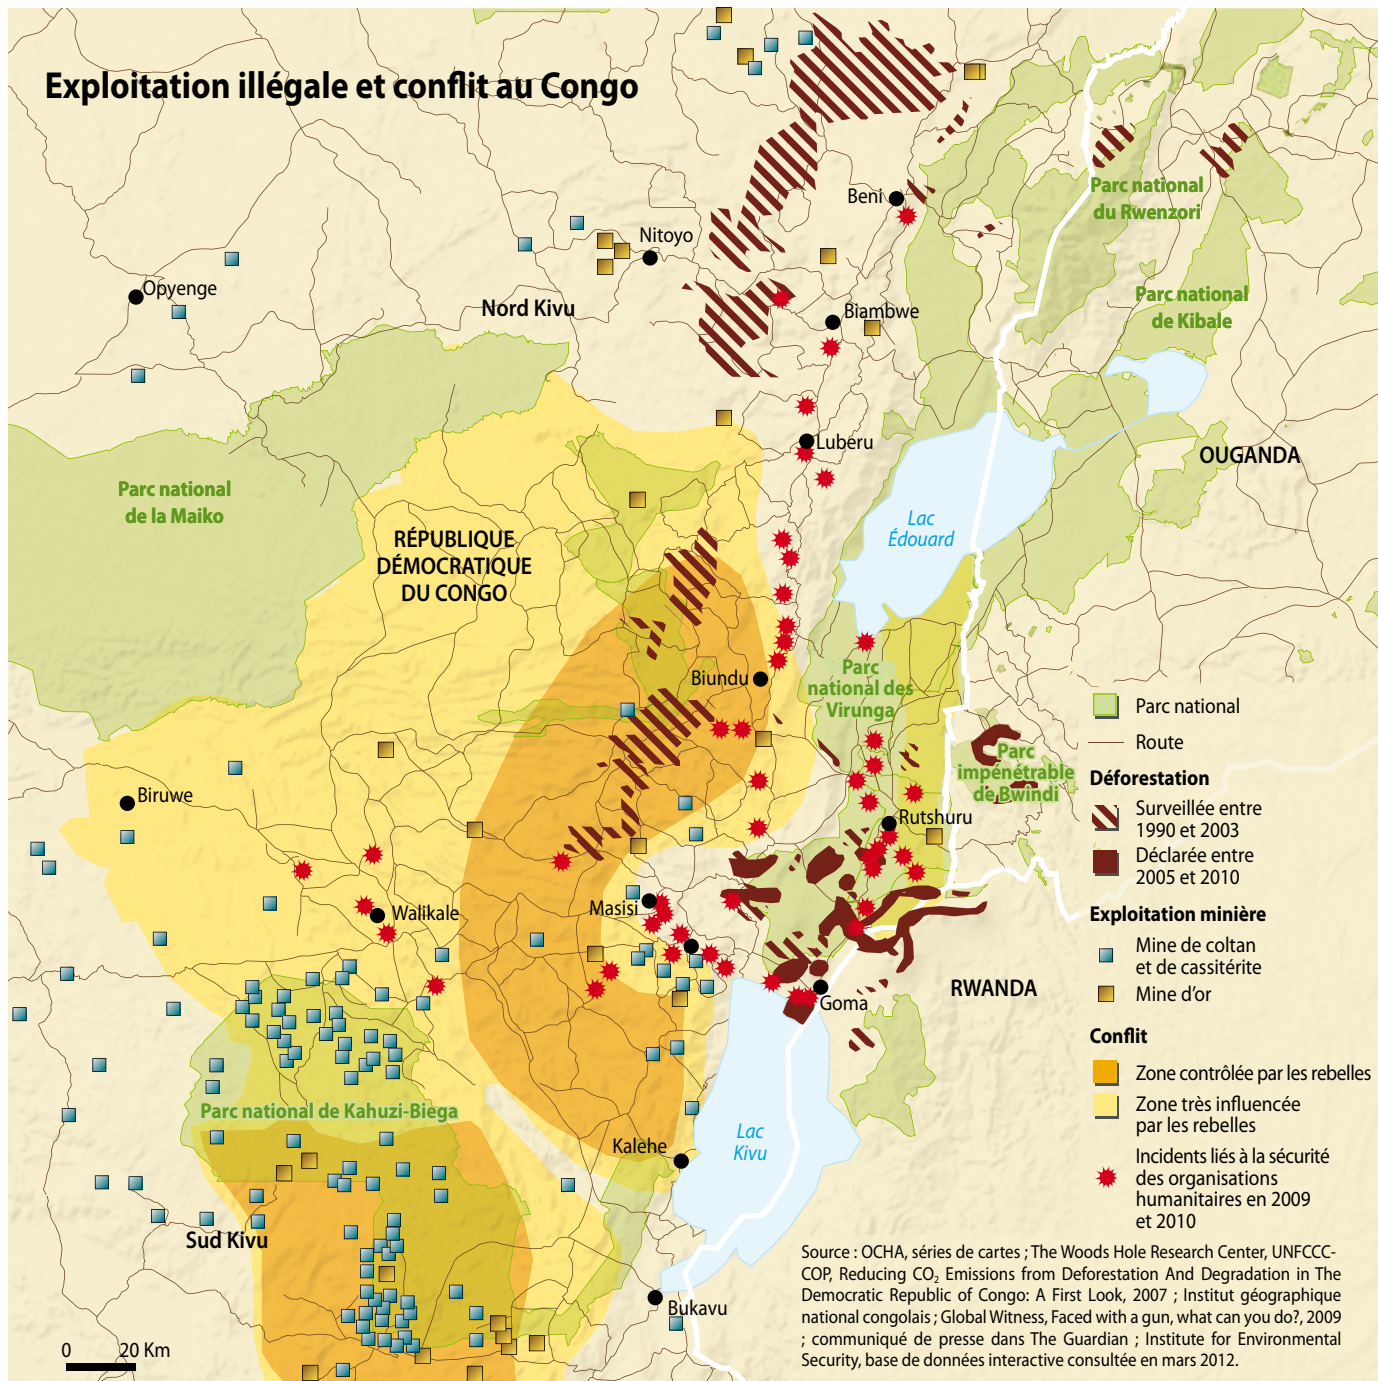 Exploitation illégale et conflit au Congo
Beni
Parc national
du Rwenzori
Nitoyo
Opyenge
Nord Kivu
Biambwe
Parc national
de Kibale
Luberu
OUGANDA
Parc national
de la Maiko
RÉPUBLIQUE
DÉMOCRATIQUE
DU CONGO
Lac
Édouard
Biundu
Parc
national des
Virunga
Parc
impénétrable
de Bwindi
Biruwe
Rutshuru
Walikale
Masisi
Goma
RWANDA
Parc national de Kahuzi-Biega
Kalehe
Lac
Kivu
Sud Kivu
Bukavu
0 20 Km
Parc national
Route
Déforestation
Surveillée entre
1990 et 2003
Déclarée entre
2005 et 2010
Exploitation minière
Mine de coltan
et de cassitérite
Mine d'or
Conflit
Zone contrôlée par les rebelles
Zone très influencée
par les rebelles
Incidents liés à la sécurité
des organisations
humanitaires en 2009
et 2010
Source : OCHA, séries de cartes ; The Woods Hole Research Center, UNFCCC-
COP, Reducing CO₂ Emissions from Deforestation And Degradation in The
Democratic Republic of Congo: A First Look, 2007 ; Institut géographique
national congolais ; Global Witness, Faced with a gun, what can you do?, 2009
; communiqué de presse dans The Guardian ; Institute for Environmental
Security, base de données interactive consultée en mars 2012.